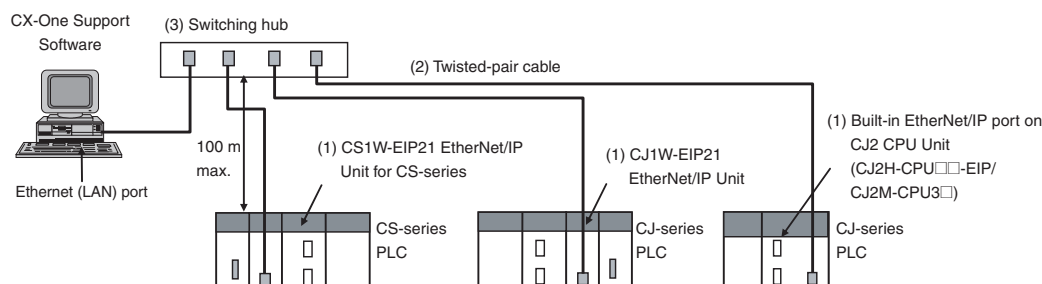 CX-One Support
Software
(3) Switching hub
(2) Twisted-pair cable
100 m
max.
Ethernet (LAN) port
(1) CS1W-EIP21 EtherNet/IP
Unit for CS-series
(1) CJ1W-EIP21
EtherNet/IP Unit
(1) Built-in EtherNet/IP port on
CJ2 CPU Unit
(CJ2H-CPU□□-EIP/
CJ2M-CPU3□)
CS-series
PLC
CJ-series
PLC
CJ-series
PLC